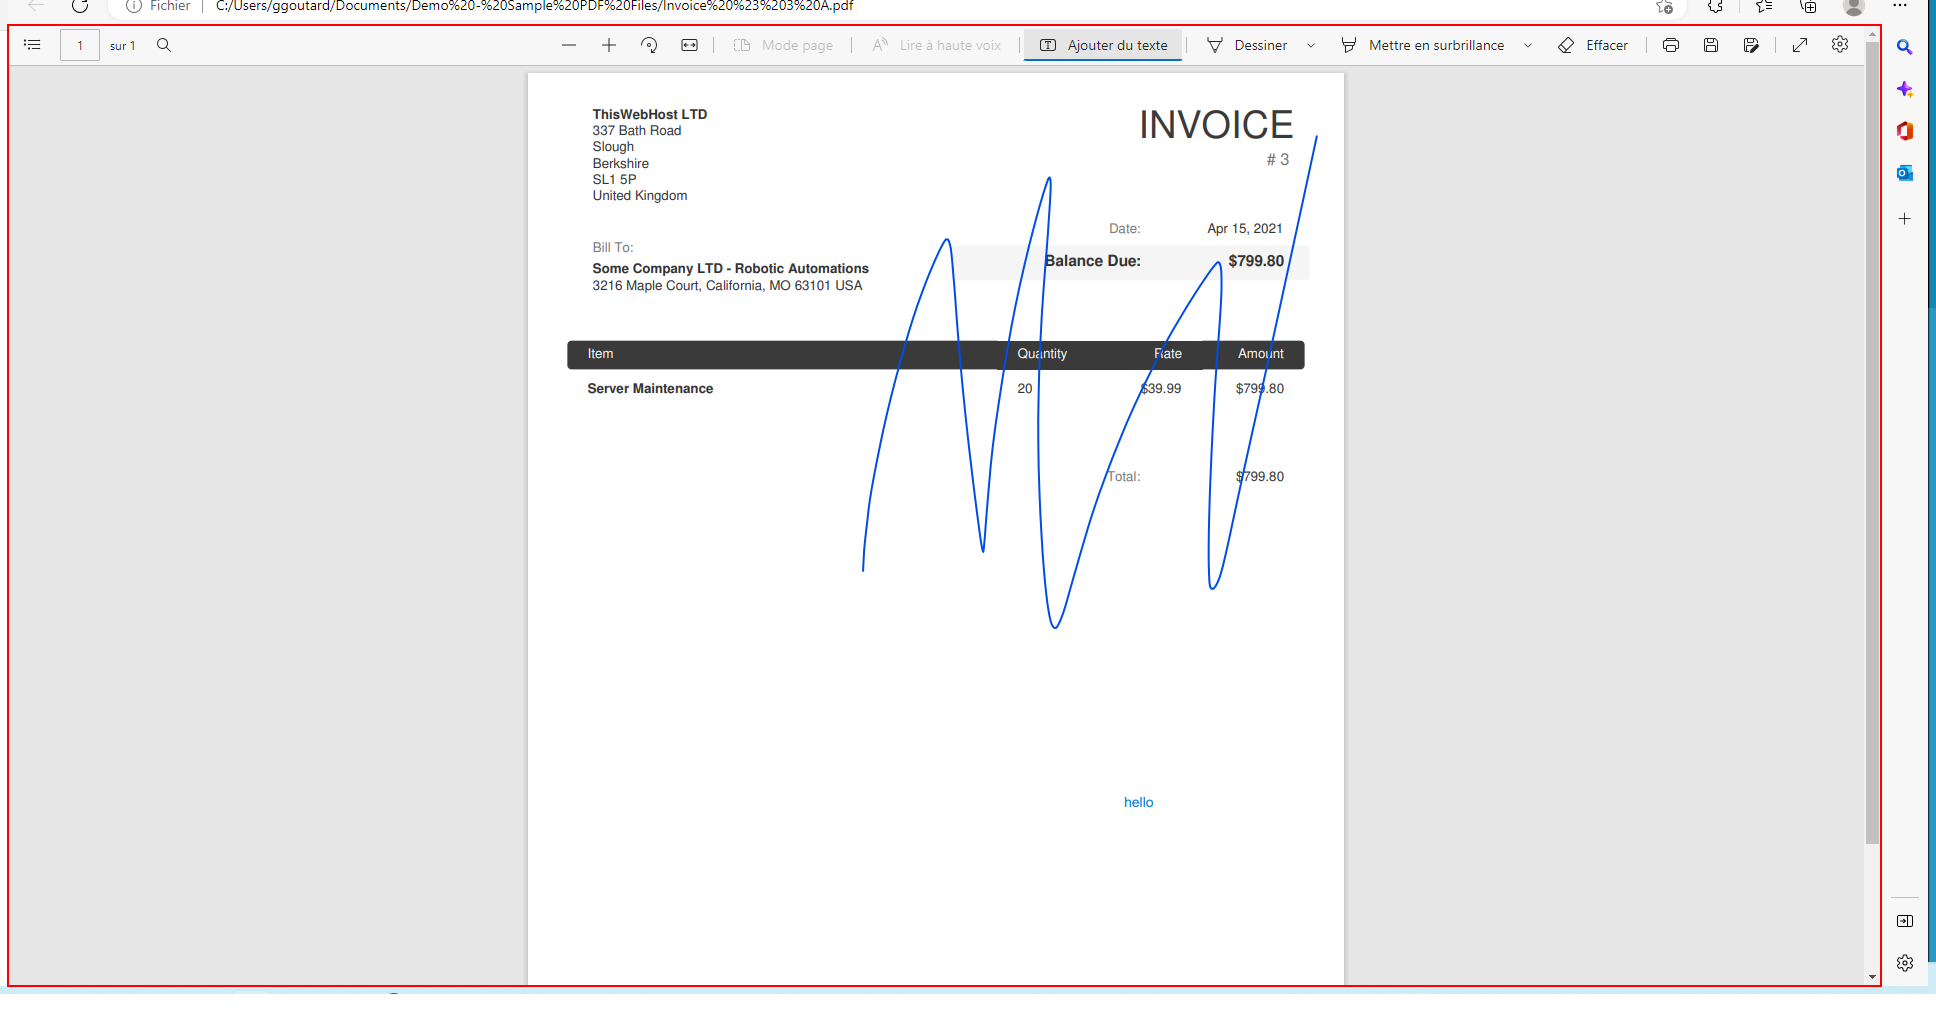 Fichier C:/Users/ggoutard/Documents/Demo%20-%20Sample%20PDF%20Files/Invoice%20%23%203%20A.pdf
1 sur 1 Mode page Lire à haute voix Ajouter du texte Dessiner Mettre en surbrillance Effacer
ThisWebHost LTD
337 Bath Road
Slough
Berkshire
SL1 5P
United Kingdom
INVOICE
# 3
Date: Apr 15, 2021
Balance Due: $799.80
Bill To:
Some Company LTD - Robotic Automations
3216 Maple Court, California, MO 63101 USA
Item Quantity Rate Amount
Server Maintenance 20 $39.99 $799.80
Total: $799.80
hello